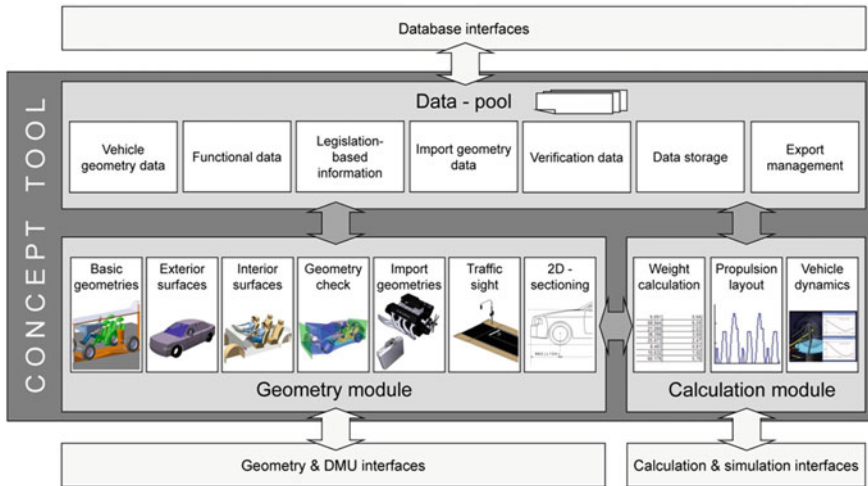 Database interfaces
CONCEPT TOOL
Data - pool
Vehicle
geometry data
Functional data
Legislation-
based
information
Import geometry
data
Verification data
Data storage
Export
management
Basic
geometries
Exterior
surfaces
Interior
surfaces
Geometry
check
Import
geometries
Traffic
sight
2D -
sectioning
Geometry module
Weight
calculation
Propulsion
layout
Vehicle
dynamics
Calculation module
Geometry & DMU interfaces
Calculation & simulation interfaces